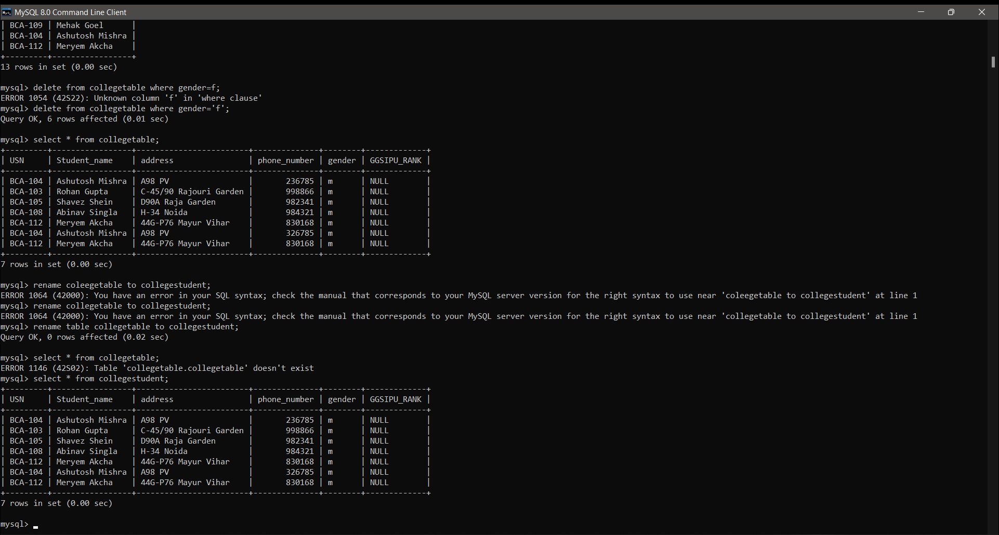 MySQL 8.0 Command Line Client
| BCA-109 | Mehak Goel      |
| BCA-104 | Ashutosh Mishra |
| BCA-112 | Meryem Akcha    |
+---------+-----------------+
13 rows in set (0.00 sec)

mysql> delete from collegetable where gender=f;
ERROR 1054 (42S22): Unknown column 'f' in 'where clause'
mysql> delete from collegetable where gender='f';
Query OK, 6 rows affected (0.01 sec)

mysql> select * from collegetable;
+---------+-----------------+------------------------+--------------+--------+-------------+
| USN     | Student_name    | address                | phone_number | gender | GGSIPU_RANK |
+---------+-----------------+------------------------+--------------+--------+-------------+
| BCA-104 | Ashutosh Mishra | A98 PV                 |       236785 | m      | NULL        |
| BCA-103 | Rohan Gupta     | C-45/90 Rajouri Garden |       998866 | m      | NULL        |
| BCA-105 | Shavez Shein    | D90A Raja Garden       |       982341 | m      | NULL        |
| BCA-108 | Abinav Singla   | H-34 Noida             |       984321 | m      | NULL        |
| BCA-112 | Meryem Akcha    | 44G-P76 Mayur Vihar    |       830168 | m      | NULL        |
| BCA-104 | Ashutosh Mishra | A98 PV                 |       326785 | m      | NULL        |
| BCA-112 | Meryem Akcha    | 44G-P76 Mayur Vihar    |       830168 | m      | NULL        |
+---------+-----------------+------------------------+--------------+--------+-------------+
7 rows in set (0.00 sec)

mysql> rename coleegetable to collegestudent;
ERROR 1064 (42000): You have an error in your SQL syntax; check the manual that corresponds to your MySQL server version for the right syntax to use near 'coleegetable to collegestudent' at line 1
mysql> rename collegetable to collegestudent;
ERROR 1064 (42000): You have an error in your SQL syntax; check the manual that corresponds to your MySQL server version for the right syntax to use near 'collegetable to collegestudent' at line 1
mysql> rename table collegetable to collegestudent;
Query OK, 0 rows affected (0.02 sec)

mysql> select * from collegetable;
ERROR 1146 (42S02): Table 'collegetable.collegetable' doesn't exist
mysql> select * from collegestudent;
+---------+-----------------+------------------------+--------------+--------+-------------+
| USN     | Student_name    | address                | phone_number | gender | GGSIPU_RANK |
+---------+-----------------+------------------------+--------------+--------+-------------+
| BCA-104 | Ashutosh Mishra | A98 PV                 |       236785 | m      | NULL        |
| BCA-103 | Rohan Gupta     | C-45/90 Rajouri Garden |       998866 | m      | NULL        |
| BCA-105 | Shavez Shein    | D90A Raja Garden       |       982341 | m      | NULL        |
| BCA-108 | Abinav Singla   | H-34 Noida             |       984321 | m      | NULL        |
| BCA-112 | Meryem Akcha    | 44G-P76 Mayur Vihar    |       830168 | m      | NULL        |
| BCA-104 | Ashutosh Mishra | A98 PV                 |       326785 | m      | NULL        |
| BCA-112 | Meryem Akcha    | 44G-P76 Mayur Vihar    |       830168 | m      | NULL        |
+---------+-----------------+------------------------+--------------+--------+-------------+
7 rows in set (0.00 sec)

mysql>